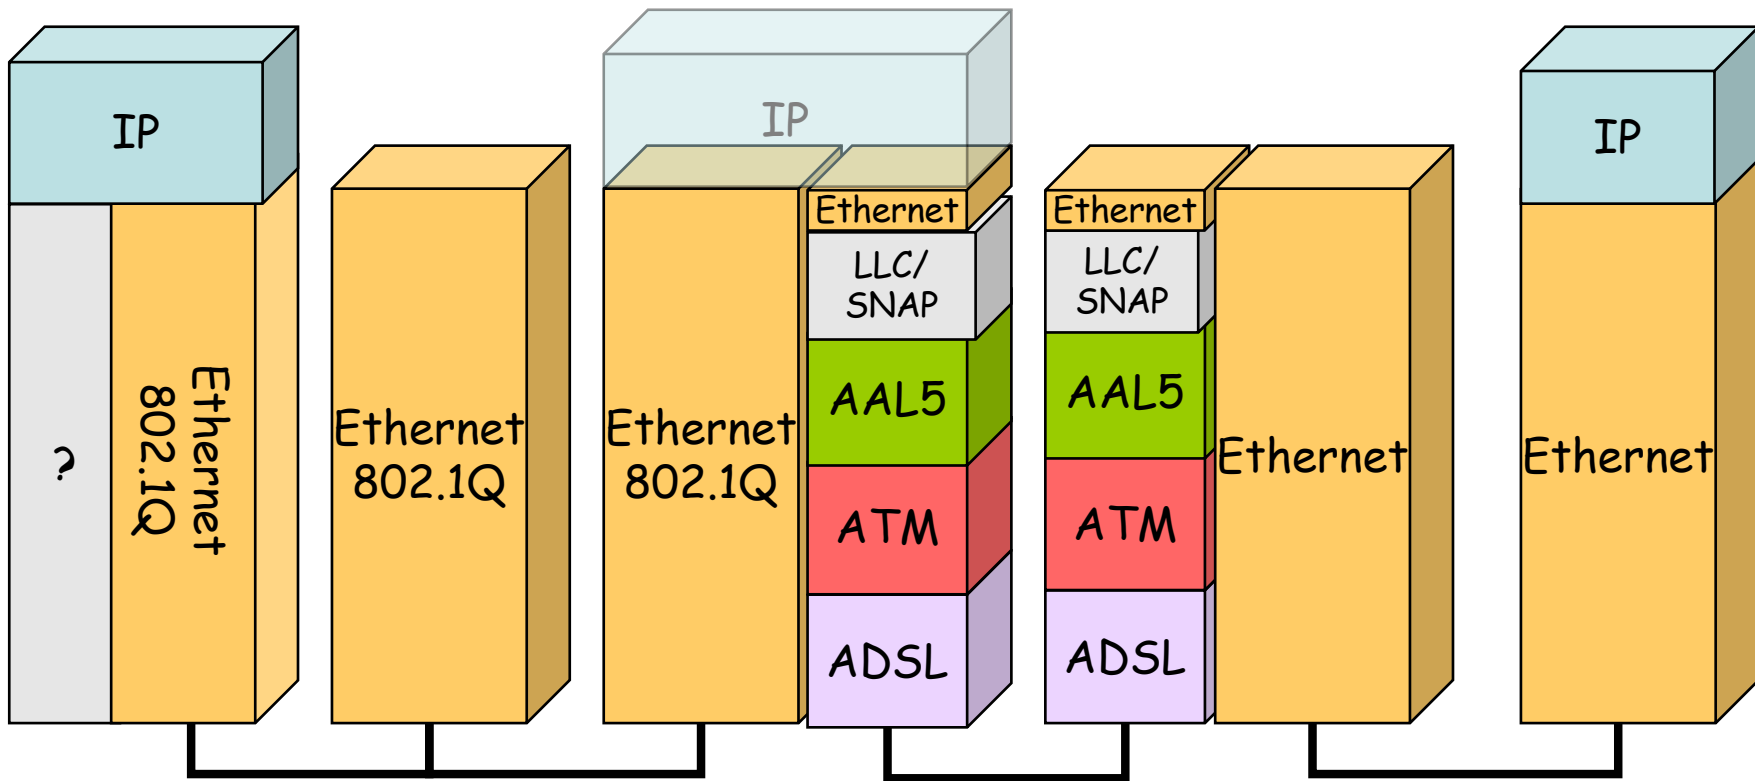 IP
?
Ethernet
802.1Q
Ethernet
802.1Q
IP
Ethernet
802.1Q
Ethernet
LLC/
SNAP
AAL5
ATM
ADSL
Ethernet
LLC/
SNAP
AAL5
ATM
ADSL
Ethernet
IP
Ethernet